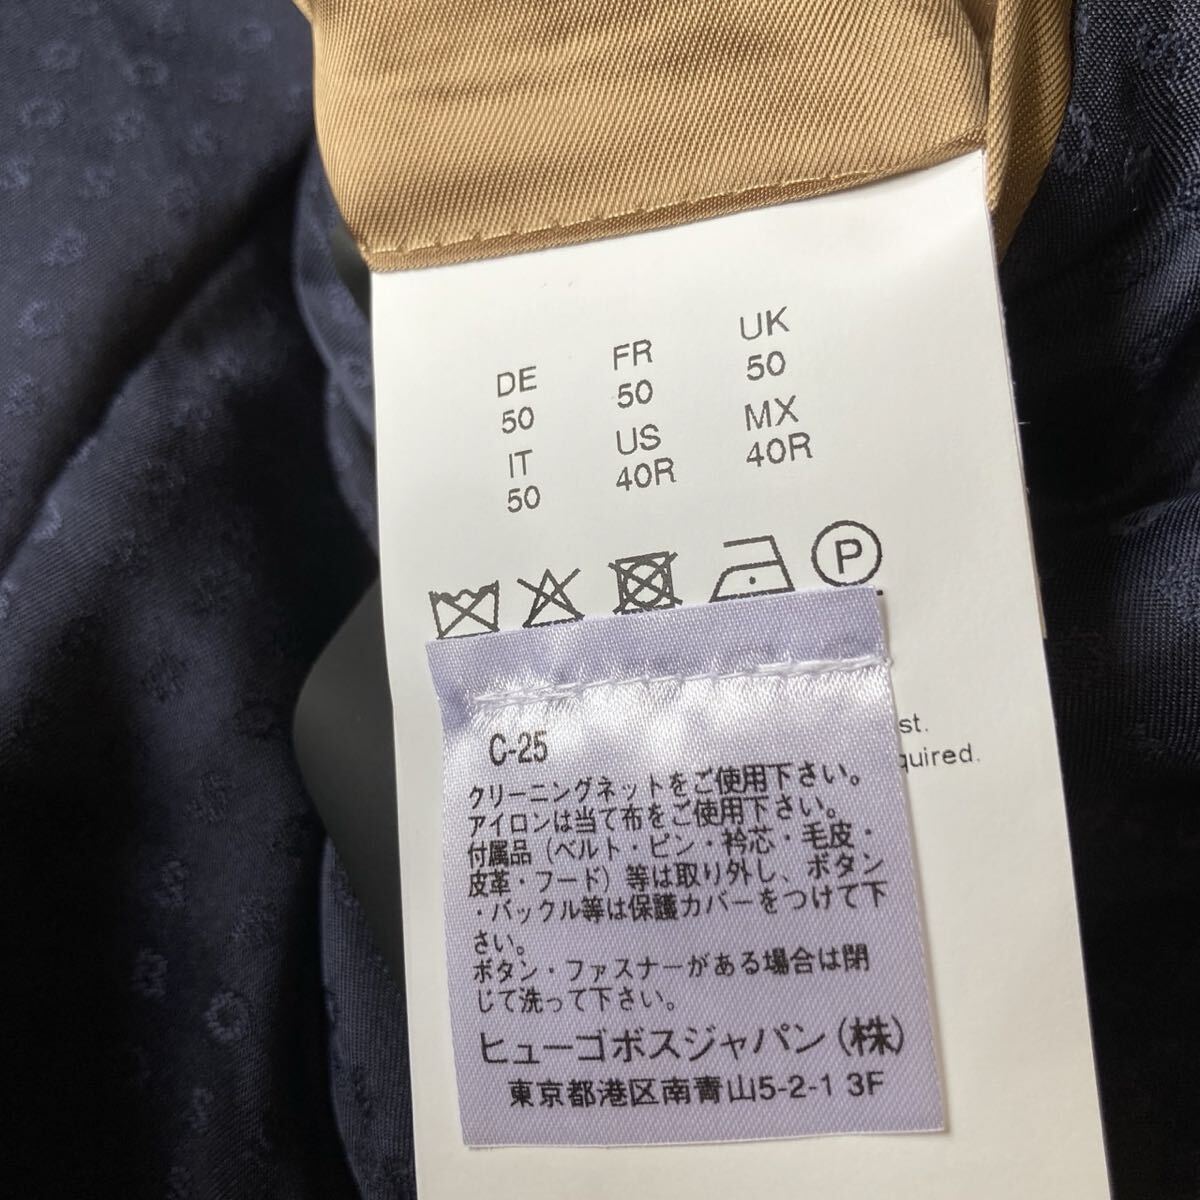 DE FR UK
50 50 50
IT US MX
50 40R 40R
P
st.
quired.
C-25
クリーニングネットをご使用下さい。
アイロンは当て布をご使用下さい。
付属品(ベルト・ピン・衿芯・毛皮・
皮革・フード)等は取り外し、ボタン
・バックル等は保護カバーをつけて下
さい。
ボタン・ファスナーがある場合は閉
じて洗って下さい。
ヒューゴボスジャパン(株)
東京都港区南青山5-2-1 3F